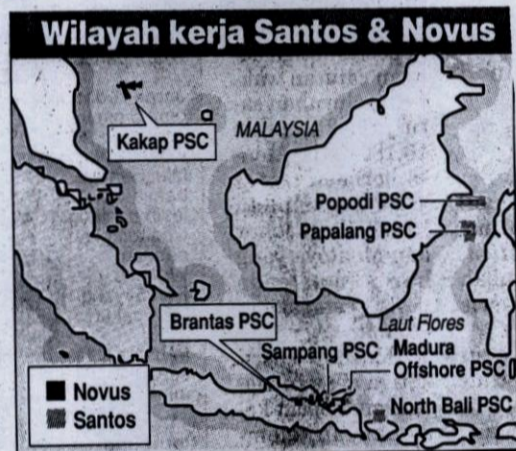 Wilayah kerja Santos & Novus
Kakap PSC
MALAYSIA
Popodi PSC
Papalang PSC
Laut Flores
Brantas PSC
Sampang PSC
Madura
Offshore PSC
North Bali PSC
Novus
Santos